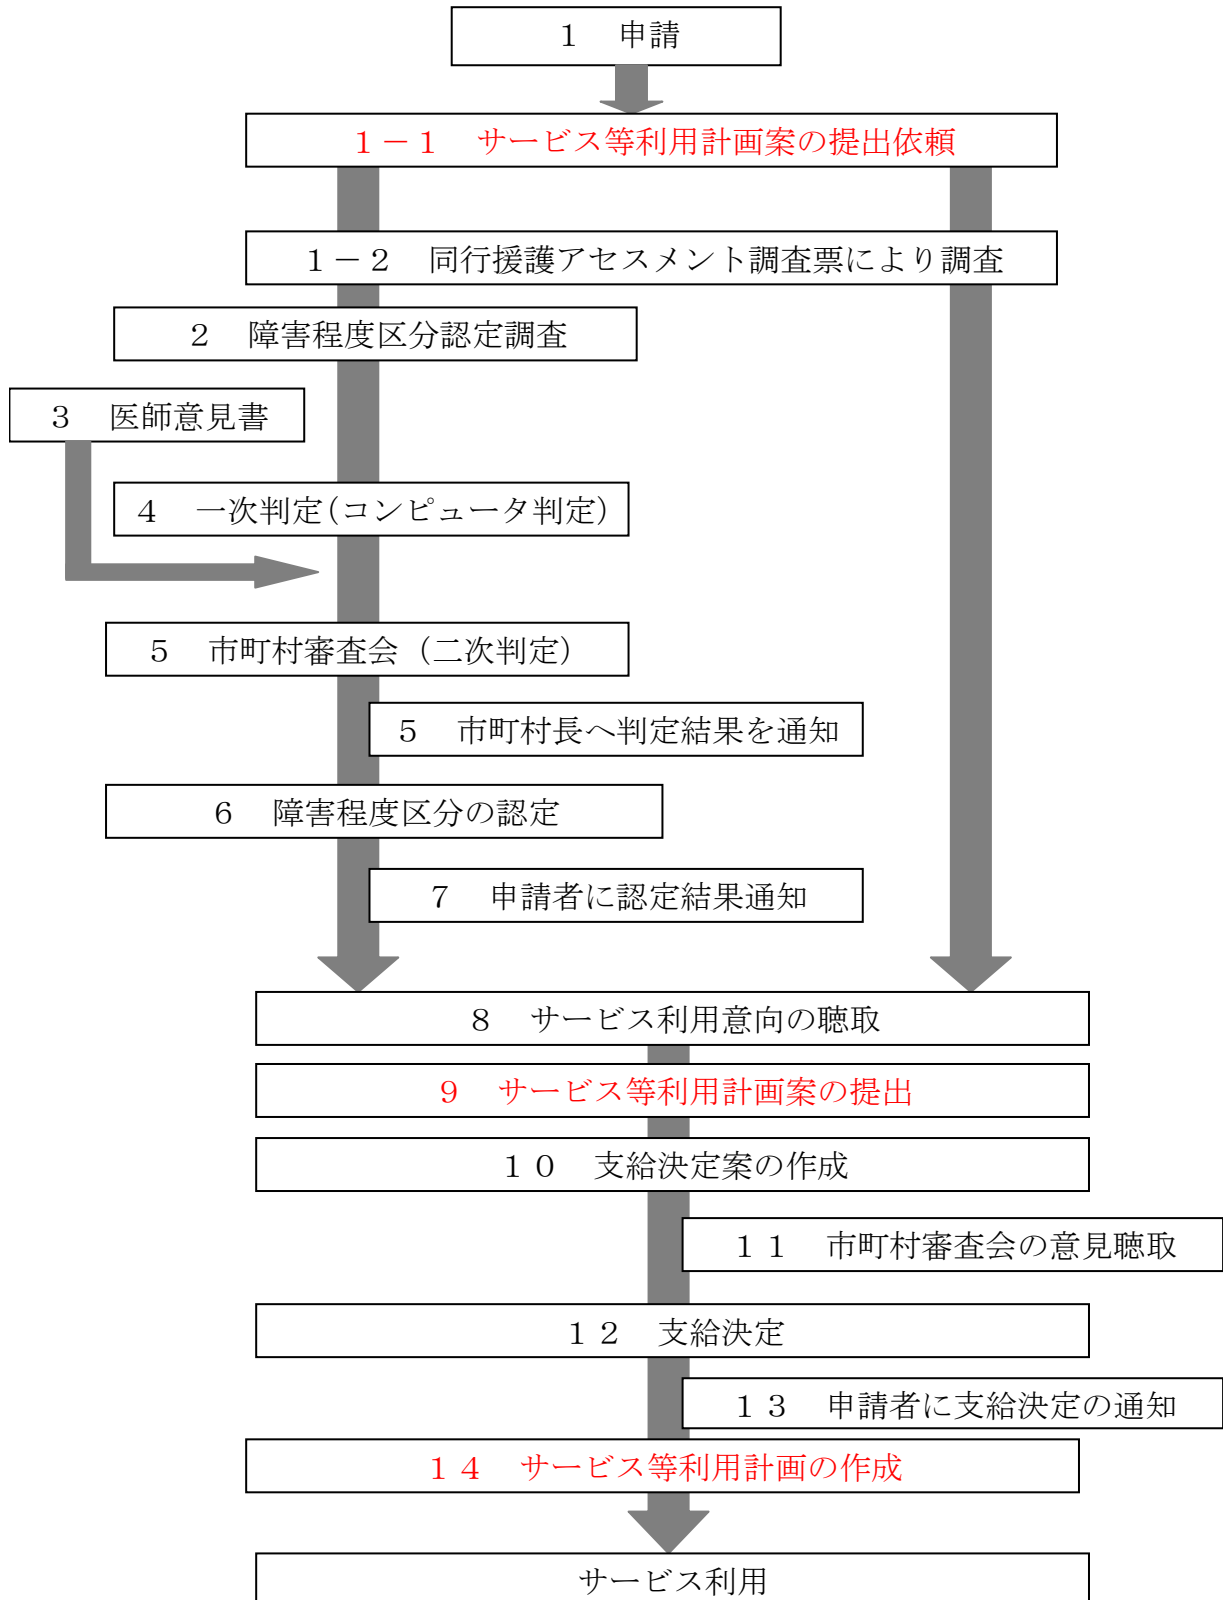 １　申請
１－１　サービス等利用計画案の提出依頼
１－２　同行援護アセスメント調査票により調査
２　障害程度区分認定調査
３　医師意見書
４　一次判定(コンピュータ判定)
５　市町村審査会（二次判定）
５　市町村長へ判定結果を通知
６　障害程度区分の認定
７　申請者に認定結果通知
８　サービス利用意向の聴取
９　サービス等利用計画案の提出
１０　支給決定案の作成
１１　市町村審査会の意見聴取
１２　支給決定
１３　申請者に支給決定の通知
１４　サービス等利用計画の作成
サービス利用